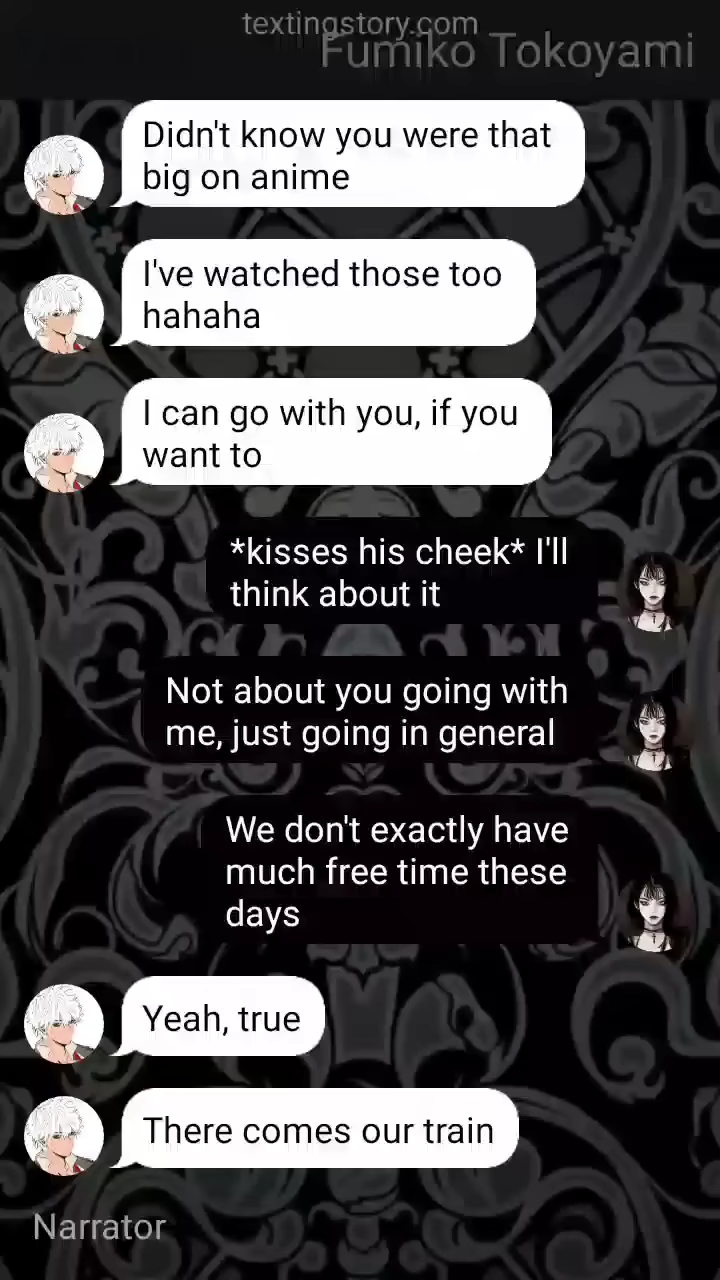 textingstory.com
Fumiko Tokoyami
Didn't know you were that
big on anime
I've watched those too
hahaha
I can go with you, if you
want to
*kisses his cheek* I'll
think about it
Not about you going with
me, just going in general
We don't exactly have
much free time these
days
Yeah, true
There comes our train
Narrator